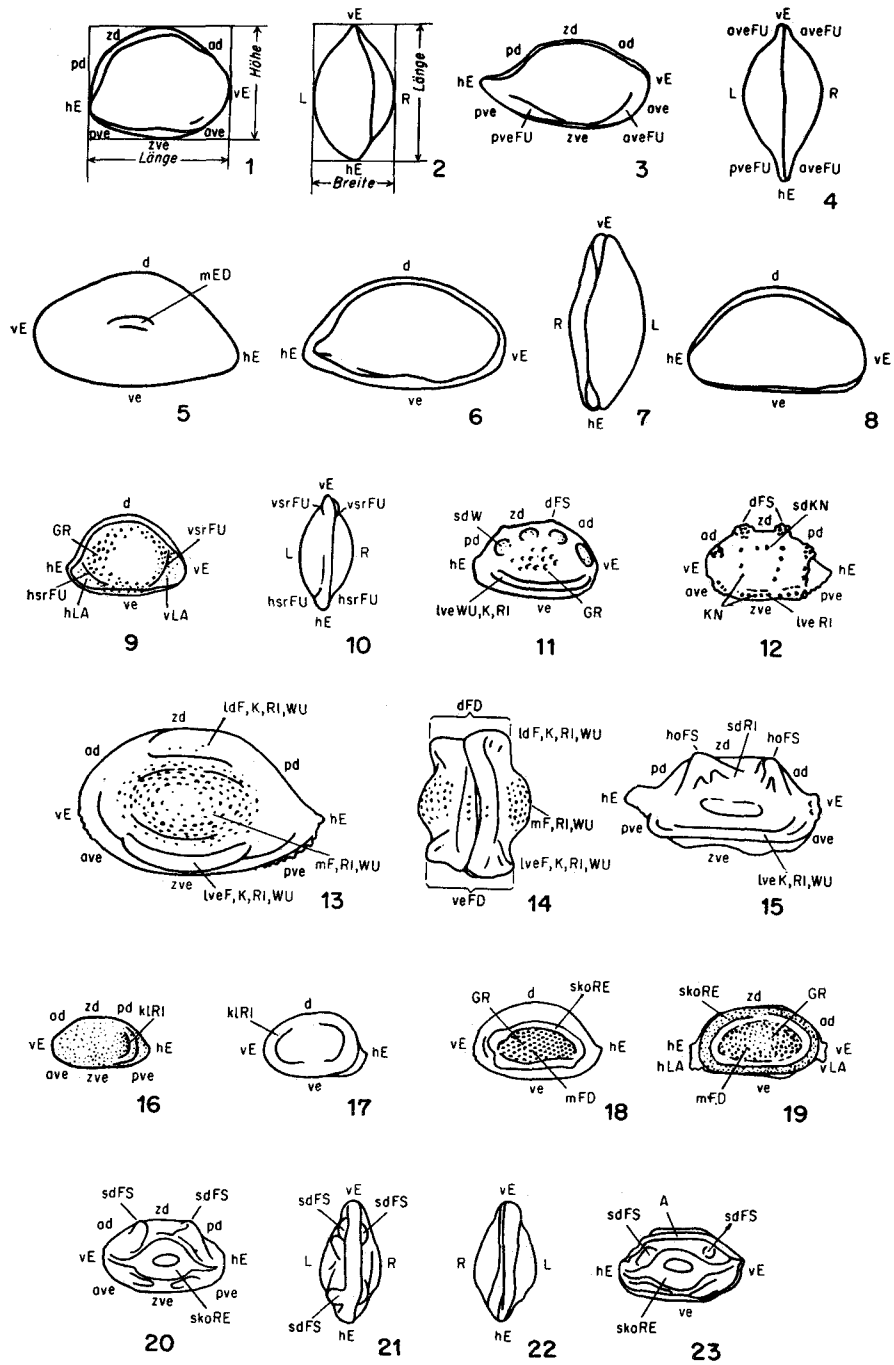 zd
ad
pd
Höhe
hE
vE
pve
zve
ave
Länge
1
vE
L
R
Länge
hE
Breite
2
zd
pd
ad
hE
vE
pve
ave
pveFU
zve
aveFU
3
vE
aveFU
aveFU
L
R
pveFU
aveFU
hE
4
d
mED
vE
hE
ve
5
d
hE
vE
ve
6
vE
R
L
hE
7
d
hE
vE
ve
8
d
GR
vsrFU
hE
vE
hsrFU
hLA
ve
vLA
9
vE
vsrFU
vsrFU
L
R
hsrFU
hsrFU
hE
10
dFS
zd
sdW
ad
pd
hE
vE
lveWU,K,RI
ve
GR
11
dFS
sdKN
zd
ad
pd
vE
hE
ave
pve
KN
zve
lve RI
12
zd
ldF,K,RI,WU
ad
pd
vE
hE
ave
pve
mF,RI,WU
zve
lveF,K,RI,WU
13
dFD
ldF,K,RI,WU
mF,RI,WU
lveF,K,RI,WU
veFD
14
hoFS
sdRI
hoFS
zd
pd
ad
hE
vE
pve
ave
zve
lveK,RI,WU
15
zd
pd
klRI
ad
vE
hE
ave
zve
pve
16
d
klRI
vE
hE
ve
17
d
skoRE
GR
vE
hE
ve
mFD
18
zd
GR
skoRE
ad
hE
vE
hLA
vLA
ve
mF,D
19
sdFS
zd
sdFS
ad
pd
vE
hE
ave
zve
pve
skoRE
20
vE
sdFS
sdFS
L
R
sdFS
hE
21
vE
R
L
hE
22
A
sdFS
sdFS
hE
vE
ve
skoRE
23